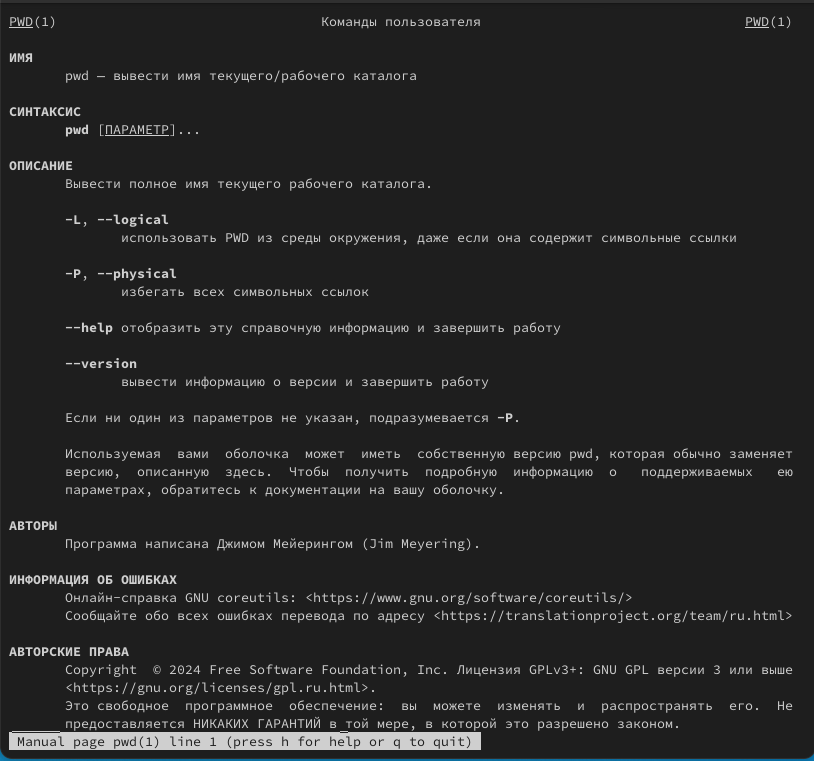 PWD(1) Команды пользователя PWD(1)
ИМЯ
pwd — вывести имя текущего/рабочего каталога
СИНТАКСИС
pwd [ПАРАМЕТР]...
ОПИСАНИЕ
Вывести полное имя текущего рабочего каталога.
-L, --logical
использовать PWD из среды окружения, даже если она содержит символьные ссылки
-P, --physical
избегать всех символьных ссылок
--help отобразить эту справочную информацию и завершить работу
--version
вывести информацию о версии и завершить работу
Если ни один из параметров не указан, подразумевается -P.
Используемая вами оболочка может иметь собственную версию pwd, которая обычно заменяет
версию, описанную здесь. Чтобы получить подробную информацию о поддерживаемых ею
параметрах, обратитесь к документации на вашу оболочку.
АВТОРЫ
Программа написана Джимом Мейерингом (Jim Meyering).
ИНФОРМАЦИЯ ОБ ОШИБКАХ
Онлайн-справка GNU coreutils: <https://www.gnu.org/software/coreutils/>
Сообщайте обо всех ошибках перевода по адресу <https://translationproject.org/team/ru.html>
АВТОРСКИЕ ПРАВА
Copyright © 2024 Free Software Foundation, Inc. Лицензия GPLv3+: GNU GPL версии 3 или выше
<https://gnu.org/licenses/gpl.ru.html>.
Это свободное программное обеспечение: вы можете изменять и распространять его. Не
предоставляется НИКАКИХ ГАРАНТИЙ в той мере, в которой это разрешено законом.
Manual page pwd(1) line 1 (press h for help or q to quit)